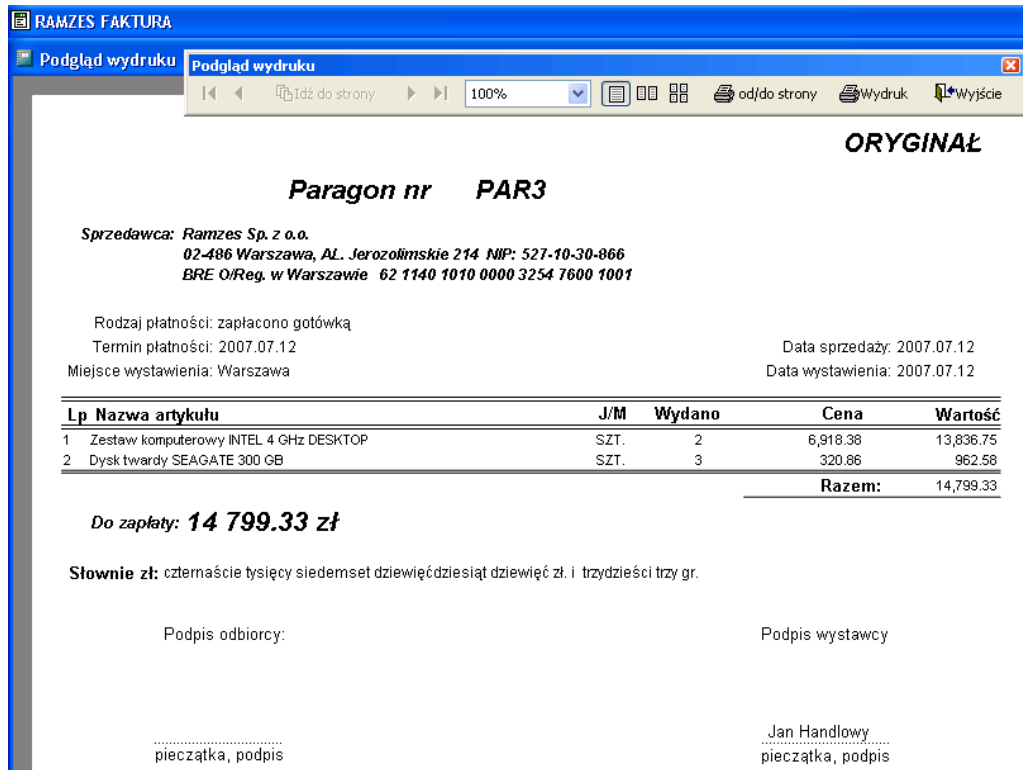 RAMZES FAKTURA
Podgląd wydruku
Podgląd wydruku
Idź do strony 100% od/do strony Wydruk Wyjście
ORYGINAŁ
Paragon nr PAR3
Sprzedawca: Ramzes Sp. z o.o.
02-486 Warszawa, AL. Jerozolimskie 214 NIP: 527-10-30-866
BRE O/Reg. w Warszawie 62 1140 1010 0000 3254 7600 1001
Rodzaj płatności: zapłacono gotówką
Termin płatności: 2007.07.12 Data sprzedaży: 2007.07.12
Miejsce wystawienia: Warszawa Data wystawienia: 2007.07.12
Lp Nazwa artykułu J/M Wydano Cena Wartość
1 Zestaw komputerowy INTEL 4 GHz DESKTOP SZT. 2 6,918.38 13,836.75
2 Dysk twardy SEAGATE 300 GB SZT. 3 320.86 962.58
Razem: 14,799.33
Do zapłaty: 14 799.33 zł
Słownie zł: czternaście tysięcy siedemset dziewięćdziesiąt dziewięć zł. i trzydzieści trzy gr.
Podpis odbiorcy: Podpis wystawcy
Jan Handlowy
pieczątka, podpis pieczątka, podpis